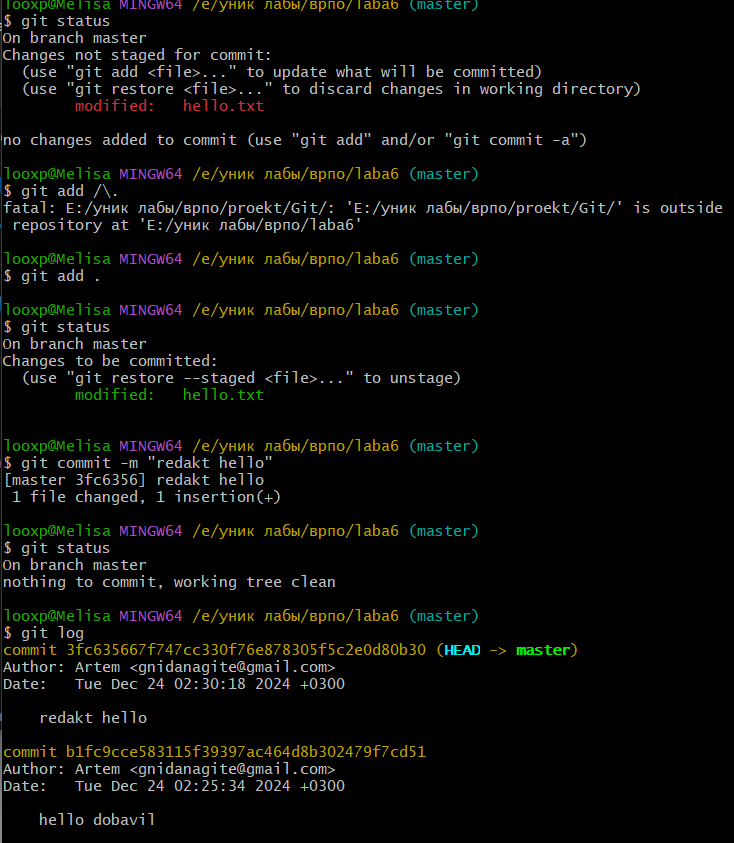 looxp@Melisa MINGW64 /e/уник лабы/врпо/laba6 (master)
$ git status
On branch master
Changes not staged for commit:
  (use "git add <file>..." to update what will be committed)
  (use "git restore <file>..." to discard changes in working directory)
        modified:   hello.txt

no changes added to commit (use "git add" and/or "git commit -a")

looxp@Melisa MINGW64 /e/уник лабы/врпо/laba6 (master)
$ git add /\.
fatal: E:/уник лабы/врпо/proekt/Git/: 'E:/уник лабы/врпо/proekt/Git/' is outside
 repository at 'E:/уник лабы/врпо/laba6'

looxp@Melisa MINGW64 /e/уник лабы/врпо/laba6 (master)
$ git add .

looxp@Melisa MINGW64 /e/уник лабы/врпо/laba6 (master)
$ git status
On branch master
Changes to be committed:
  (use "git restore --staged <file>..." to unstage)
        modified:   hello.txt


looxp@Melisa MINGW64 /e/уник лабы/врпо/laba6 (master)
$ git commit -m "redakt hello"
[master 3fc6356] redakt hello
 1 file changed, 1 insertion(+)

looxp@Melisa MINGW64 /e/уник лабы/врпо/laba6 (master)
$ git status
On branch master
nothing to commit, working tree clean

looxp@Melisa MINGW64 /e/уник лабы/врпо/laba6 (master)
$ git log
commit 3fc635667f747cc330f76e878305f5c2e0d80b30 (HEAD -> master)
Author: Artem <gnidanagite@gmail.com>
Date:   Tue Dec 24 02:30:18 2024 +0300

    redakt hello

commit b1fc9cce583115f39397ac464d8b302479f7cd51
Author: Artem <gnidanagite@gmail.com>
Date:   Tue Dec 24 02:25:34 2024 +0300

    hello dobavil